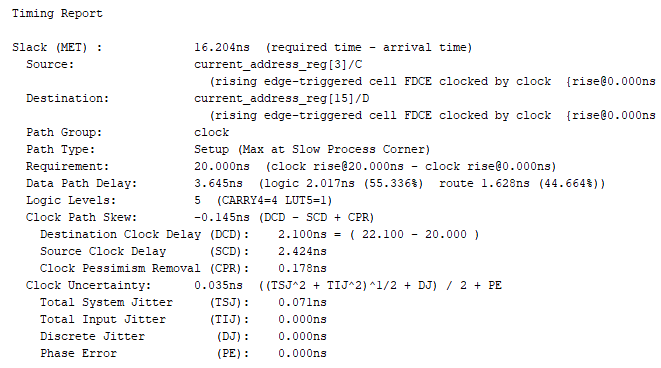 Timing Report
Slack (MET) : 16.204ns (required time - arrival time)
Source: current_address_reg[3]/C
(rising edge-triggered cell FDCE clocked by clock {rise@0.000ns
Destination: current_address_reg[15]/D
(rising edge-triggered cell FDCE clocked by clock {rise@0.000ns
Path Group: clock
Path Type: Setup (Max at Slow Process Corner)
Requirement: 20.000ns (clock rise@20.000ns - clock rise@0.000ns)
Data Path Delay: 3.645ns (logic 2.017ns (55.336%) route 1.628ns (44.664%))
Logic Levels: 5 (CARRY4=4 LUT5=1)
Clock Path Skew: -0.145ns (DCD - SCD + CPR)
Destination Clock Delay (DCD): 2.100ns = ( 22.100 - 20.000 )
Source Clock Delay (SCD): 2.424ns
Clock Pessimism Removal (CPR): 0.178ns
Clock Uncertainty: 0.035ns ((TSJ^2 + TIJ^2)^1/2 + DJ) / 2 + PE
Total System Jitter (TSJ): 0.071ns
Total Input Jitter (TIJ): 0.000ns
Discrete Jitter (DJ): 0.000ns
Phase Error (PE): 0.000ns